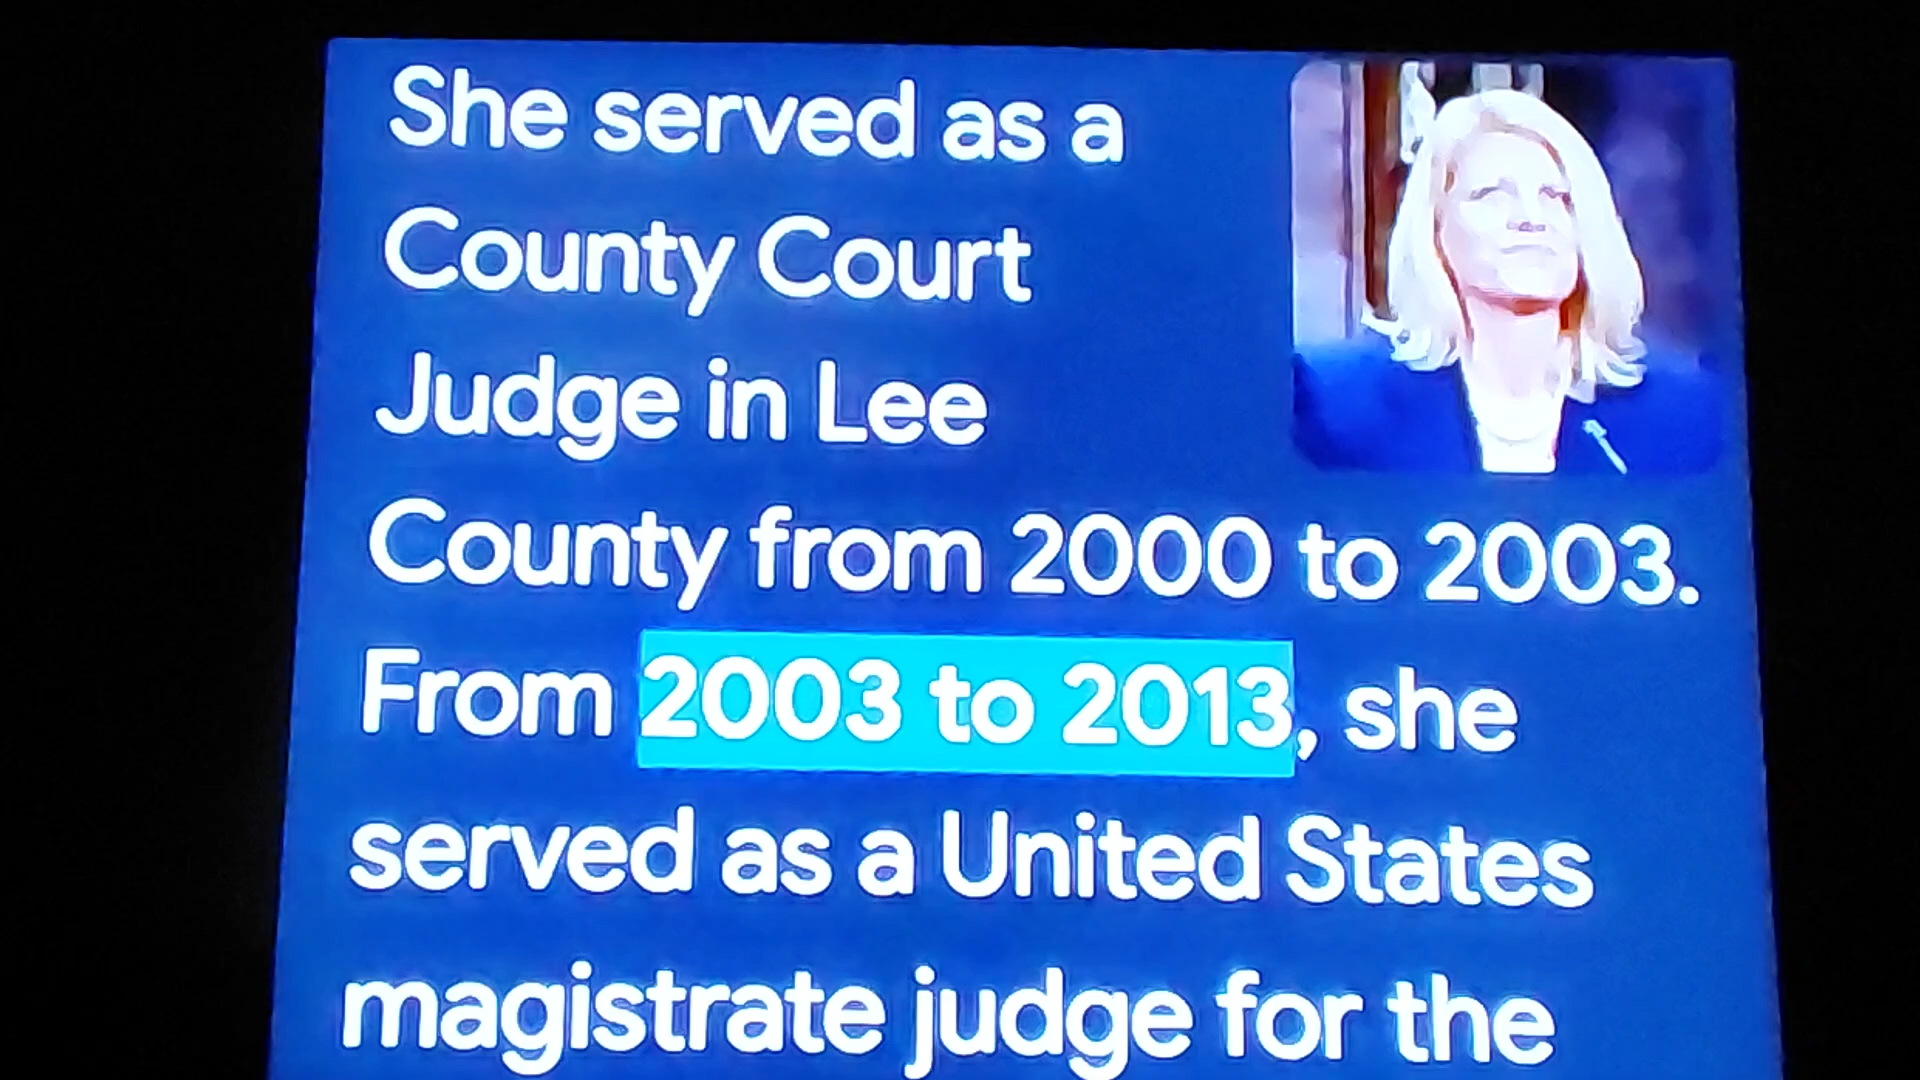 She served as a
County Court
Judge in Lee
County from 2000 to 2003.
From 2003 to 2013, she
served as a United States
magistrate judge for the